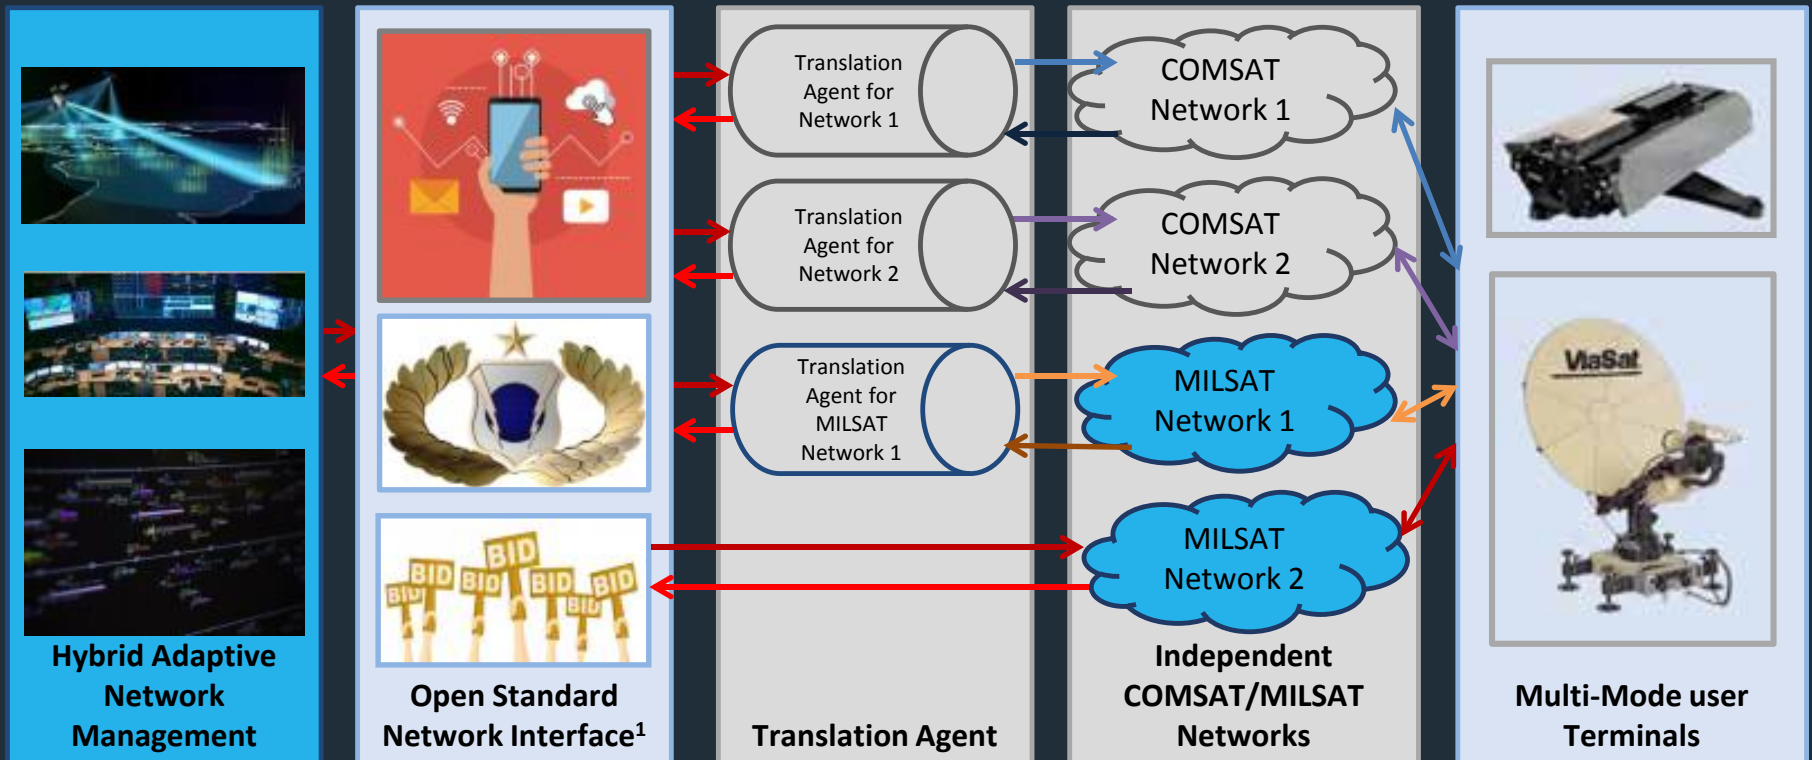 Hybrid Adaptive
Network
Management
BID
BID
BID
BID
BID
BID
BID
Open Standard
Network Interface¹
Translation
Agent for
Network 1
Translation
Agent for
Network 2
Translation
Agent for
MILSAT
Network 1
Translation Agent
COMSAT
Network 1
COMSAT
Network 2
MILSAT
Network 1
MILSAT
Network 2
Independent
COMSAT/MILSAT
Networks
ViaSat
Multi-Mode user
Terminals